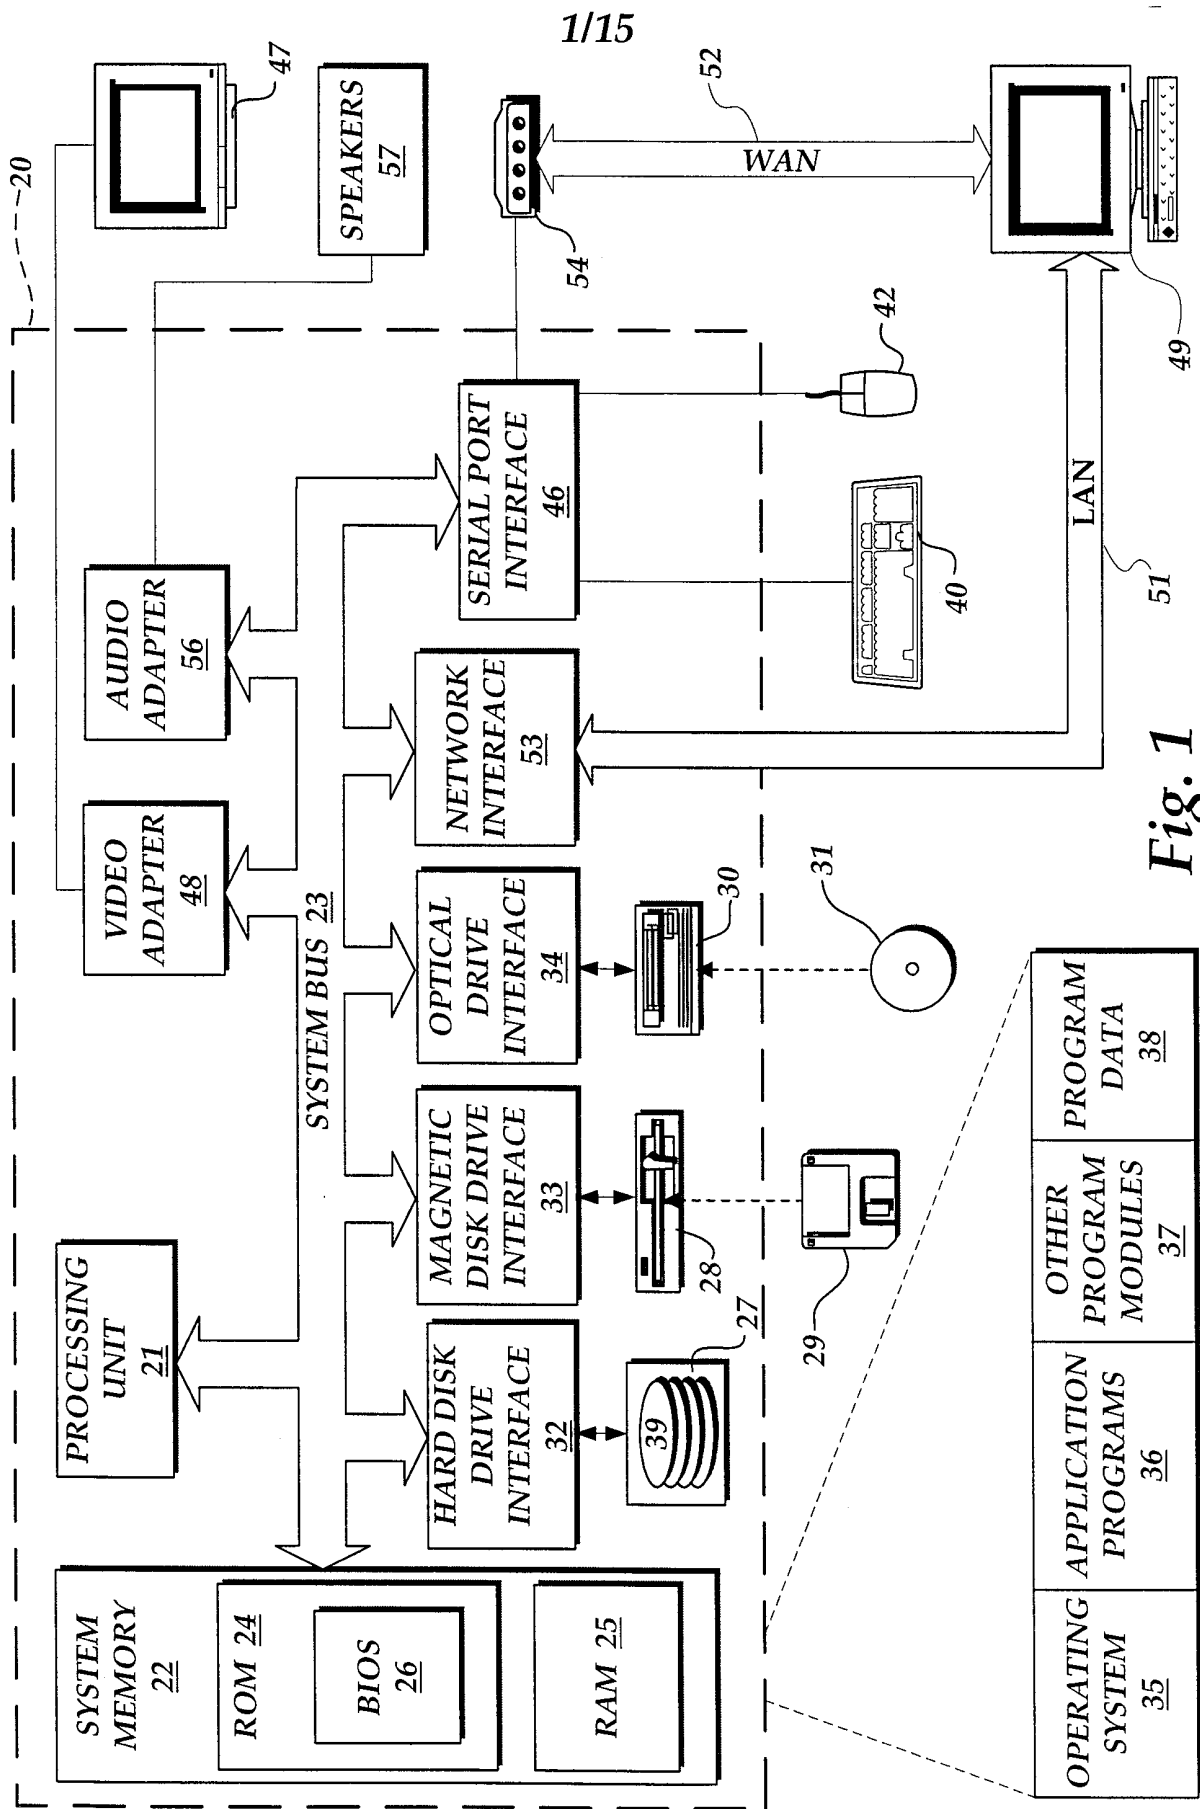 1/15
20
SYSTEM
MEMORY
22
ROM 24
BIOS
26
RAM 25
PROCESSING
UNIT
21
VIDEO
ADAPTER
48
AUDIO
ADAPTER
56
47
SPEAKERS
57
SYSTEM BUS 23
HARD DISK
DRIVE
INTERFACE
32
MAGNETIC
DISK DRIVE
INTERFACE
33
OPTICAL
DRIVE
INTERFACE
34
NETWORK
INTERFACE
53
SERIAL PORT
INTERFACE
46
54
52
WAN
39
27
28
30
29
31
40
42
LAN
51
49
OPERATING
SYSTEM
35
APPLICATION
PROGRAMS
36
OTHER
PROGRAM
MODULES
37
PROGRAM
DATA
38
Fig. 1